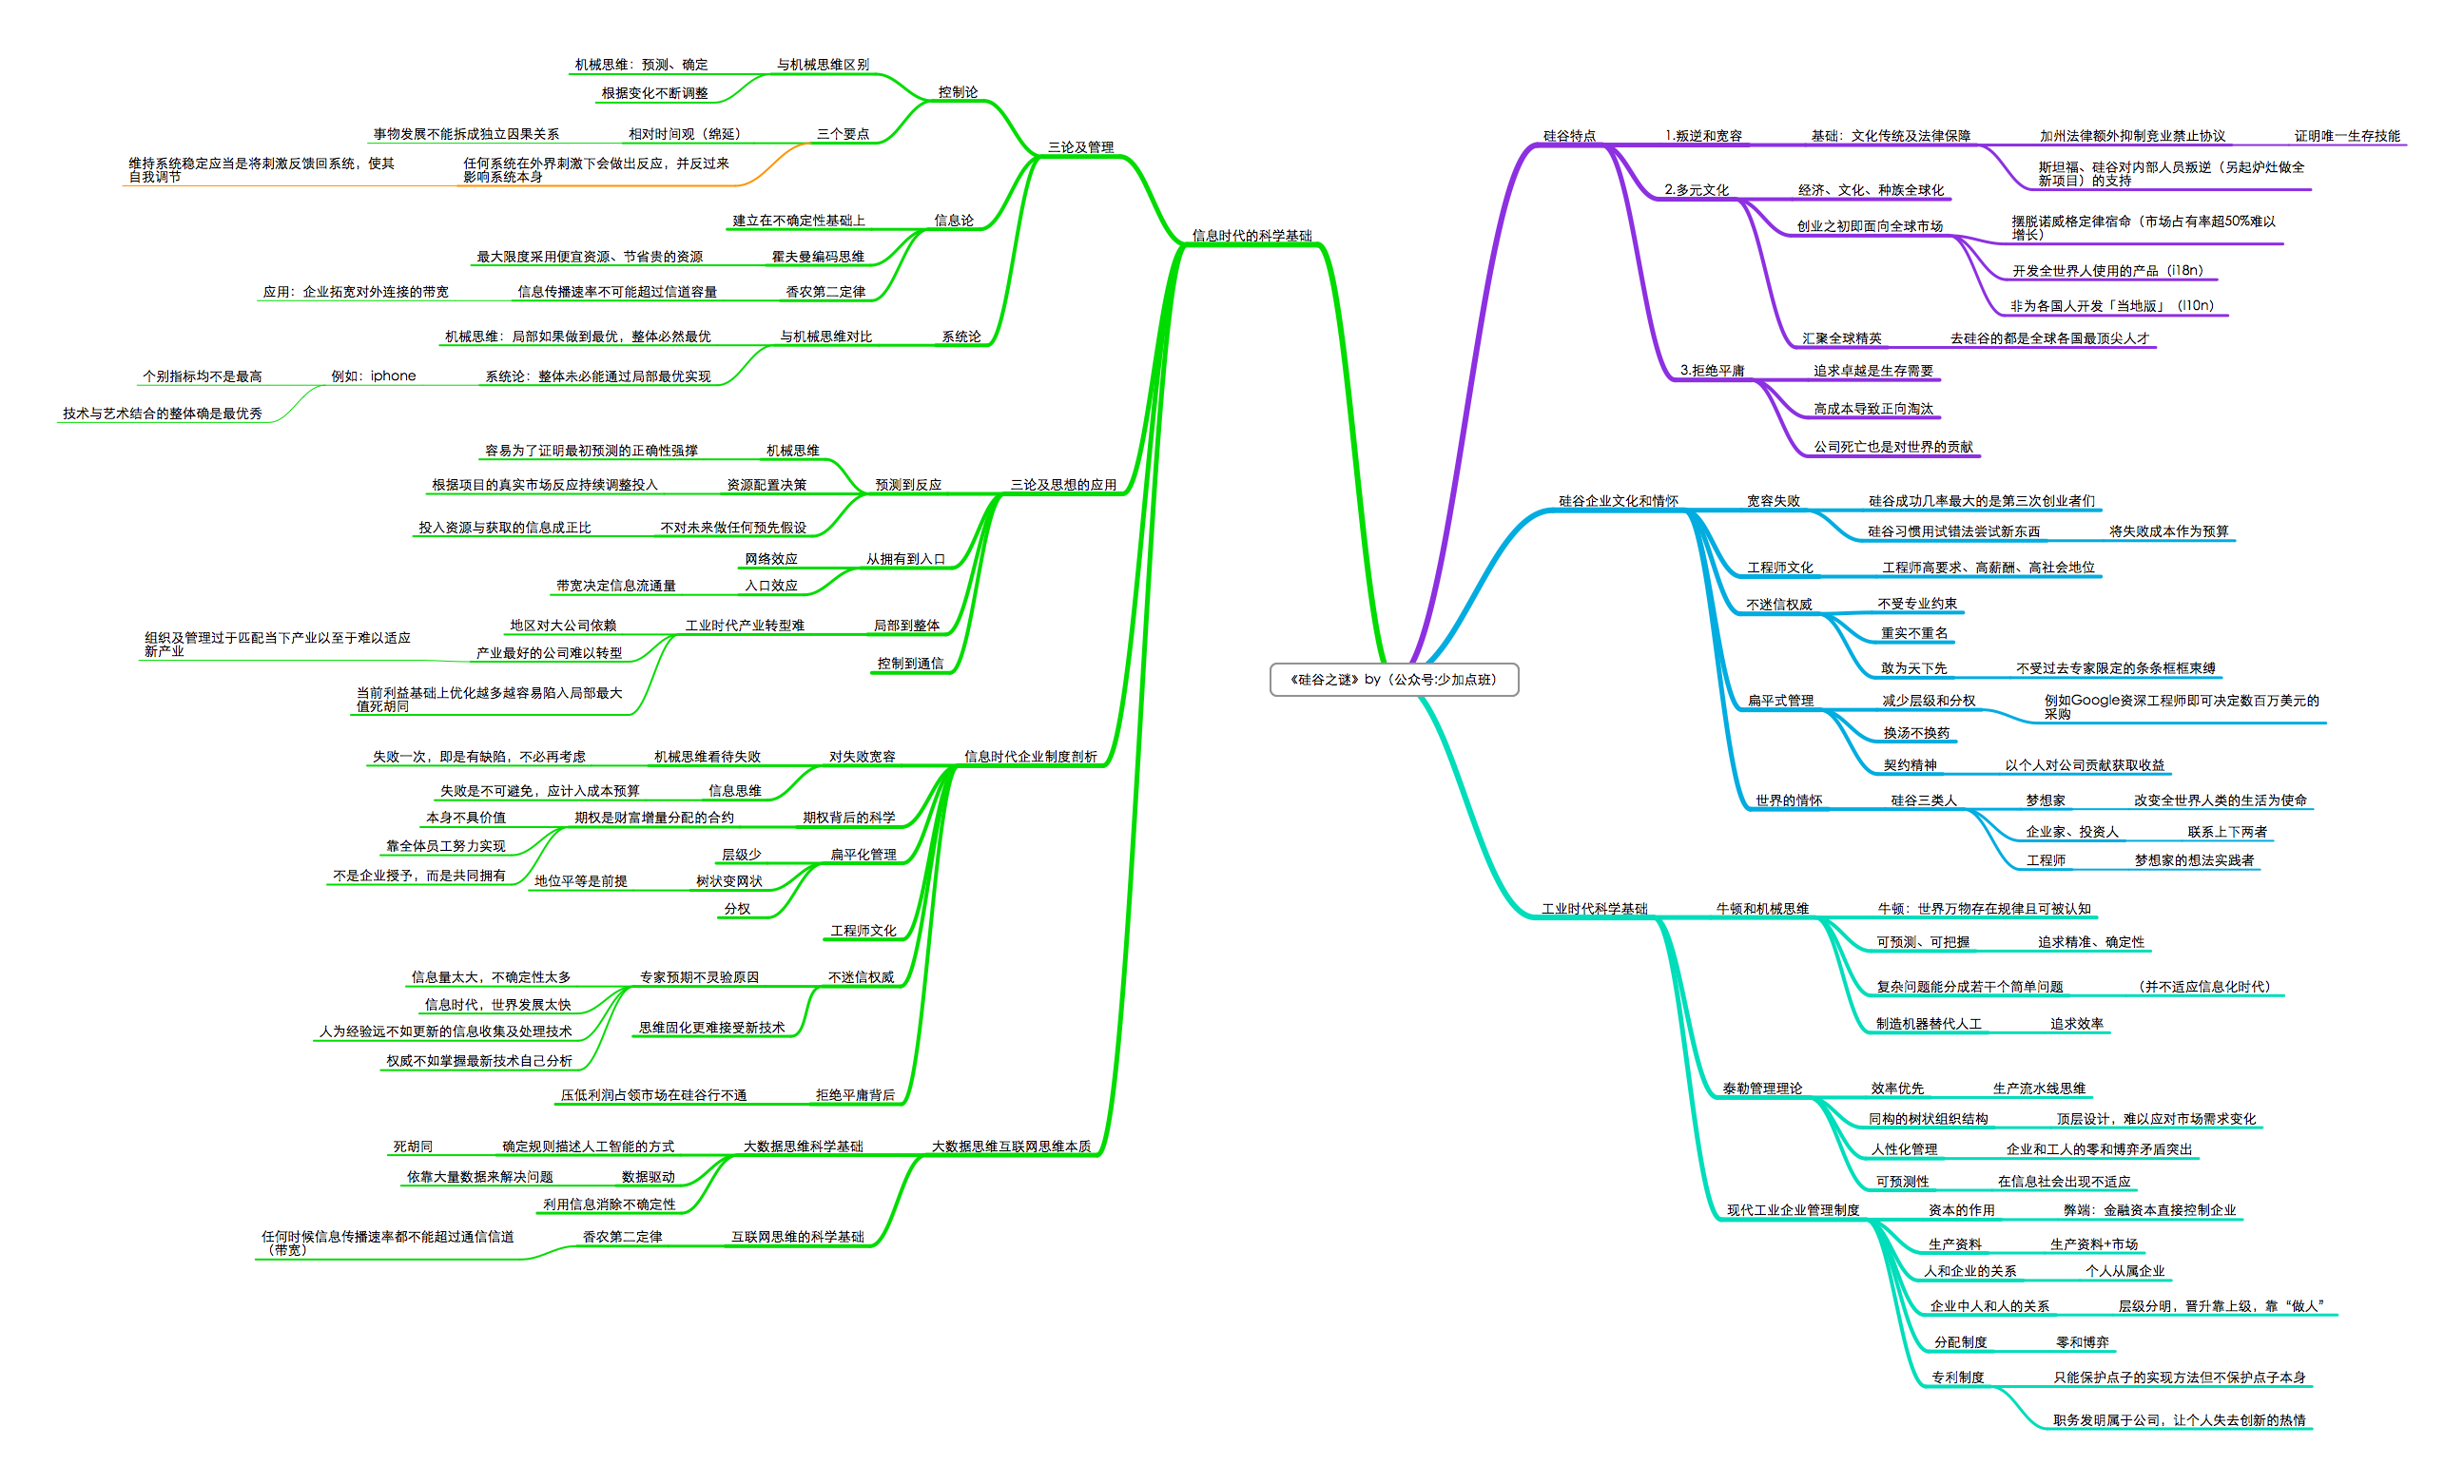 《硅谷之谜》by（公众号:少加点班）
硅谷特点
1.叛逆和宽容
基础：文化传统及法律保障
加州法律额外抑制竞业禁止协议
证明唯一生存技能
斯坦福、硅谷对内部人员叛逆（另起炉灶做全
新项目）的支持
2.多元文化
经济、文化、种族全球化
创业之初即面向全球市场
摆脱诺威格定律宿命（市场占有率超50%难以
增长）
开发全世界人使用的产品（i18n）
非为各国人开发「当地版」（l10n）
汇聚全球精英
去硅谷的都是全球各国最顶尖人才
3.拒绝平庸
追求卓越是生存需要
高成本导致正向淘汰
公司死亡也是对世界的贡献
硅谷企业文化和情怀
宽容失败
硅谷成功几率最大的是第三次创业者们
硅谷习惯用试错法尝试新东西
将失败成本作为预算
工程师文化
工程师高要求、高薪酬、高社会地位
不迷信权威
不受专业约束
重实不重名
敢为天下先
不受过去专家限定的条条框框束缚
扁平式管理
减少层级和分权
例如Google资深工程师即可决定数百万美元的
采购
换汤不换药
契约精神
以个人对公司贡献获取收益
世界的情怀
硅谷三类人
梦想家
改变全世界人类的生活为使命
企业家、投资人
联系上下两者
工程师
梦想家的想法实践者
工业时代科学基础
牛顿和机械思维
牛顿：世界万物存在规律且可被认知
可预测、可把握
追求精准、确定性
复杂问题能分成若干个简单问题
（并不适应信息化时代）
制造机器替代人工
追求效率
泰勒管理理论
效率优先
生产流水线思维
同构的树状组织结构
顶层设计，难以应对市场需求变化
人性化管理
企业和工人的零和博弈矛盾突出
可预测性
在信息社会出现不适应
现代工业企业管理制度
资本的作用
弊端：金融资本直接控制企业
生产资料
生产资料+市场
人和企业的关系
个人从属企业
企业中人和人的关系
层级分明，晋升靠上级，靠“做人”
分配制度
零和博弈
专利制度
只能保护点子的实现方法但不保护点子本身
职务发明属于公司，让个人失去创新的热情
信息时代的科学基础
三论及管理
控制论
与机械思维区别
机械思维：预测、确定
根据变化不断调整
三个要点
相对时间观（绵延）
事物发展不能拆成独立因果关系
任何系统在外界刺激下会做出反应，并反过来
影响系统本身
维持系统稳定应当是将刺激反馈回系统，使其
自我调节
信息论
建立在不确定性基础上
霍夫曼编码思维
最大限度采用便宜资源、节省贵的资源
香农第二定律
信息传播速率不可能超过信道容量
应用：企业拓宽对外连接的带宽
系统论
与机械思维对比
机械思维：局部如果做到最优，整体必然最优
系统论：整体未必能通过局部最优实现
例如：iphone
个别指标均不是最高
技术与艺术结合的整体确是最优秀
三论及思想的应用
预测到反应
机械思维
容易为了证明最初预测的正确性强撑
资源配置决策
根据项目的真实市场反应持续调整投入
不对未来做任何预先假设
投入资源与获取的信息成正比
从拥有到入口
网络效应
入口效应
带宽决定信息流通量
局部到整体
工业时代产业转型难
地区对大公司依赖
产业最好的公司难以转型
组织及管理过于匹配当下产业以至于难以适应
新产业
当前利益基础上优化越多越容易陷入局部最大
值死胡同
控制到通信
信息时代企业制度剖析
对失败宽容
机械思维看待失败
失败一次，即是有缺陷，不必再考虑
信息思维
失败是不可避免，应计入成本预算
期权背后的科学
期权是财富增量分配的合约
本身不具价值
靠全体员工努力实现
不是企业授予，而是共同拥有
扁平化管理
层级少
树状变网状
地位平等是前提
分权
工程师文化
不迷信权威
专家预期不灵验原因
信息量太大，不确定性太多
信息时代，世界发展太快
人为经验远不如更新的信息收集及处理技术
权威不如掌握最新技术自己分析
思维固化更难接受新技术
拒绝平庸背后
压低利润占领市场在硅谷行不通
大数据思维互联网思维本质
大数据思维科学基础
确定规则描述人工智能的方式
死胡同
数据驱动
依靠大量数据来解决问题
利用信息消除不确定性
互联网思维的科学基础
香农第二定律
任何时候信息传播速率都不能超过通信信道
（带宽）